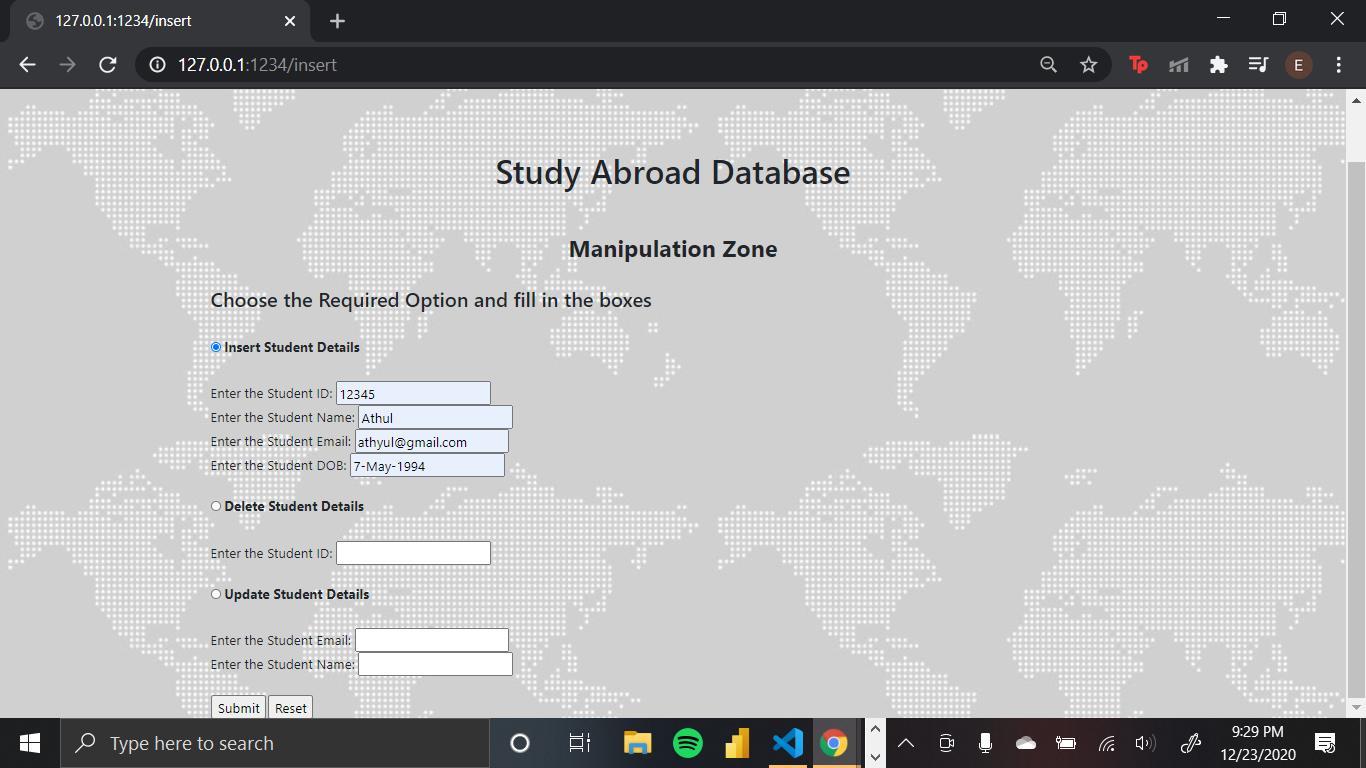 127.0.0.1:1234/insert
127.0.0.1:1234/insert
Tp
E
Study Abroad Database
Manipulation Zone
Choose the Required Option and fill in the boxes
Insert Student Details
Enter the Student ID: 12345
Enter the Student Name: Athul
Enter the Student Email: athyul@gmail.com
Enter the Student DOB: 7-May-1994
Delete Student Details
Enter the Student ID:
Update Student Details
Enter the Student Email:
Enter the Student Name:
Submit Reset
Type here to search
9:29 PM
12/23/2020